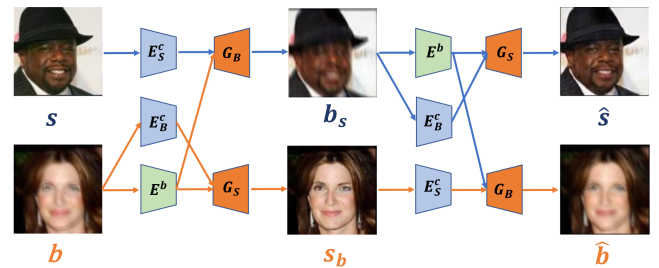 E_S^c
G_B
E^b
G_S
s
E_B^c
b_s
E_B^c
ŝ
E^b
G_S
E_S^c
G_B
b
s_b
b̂